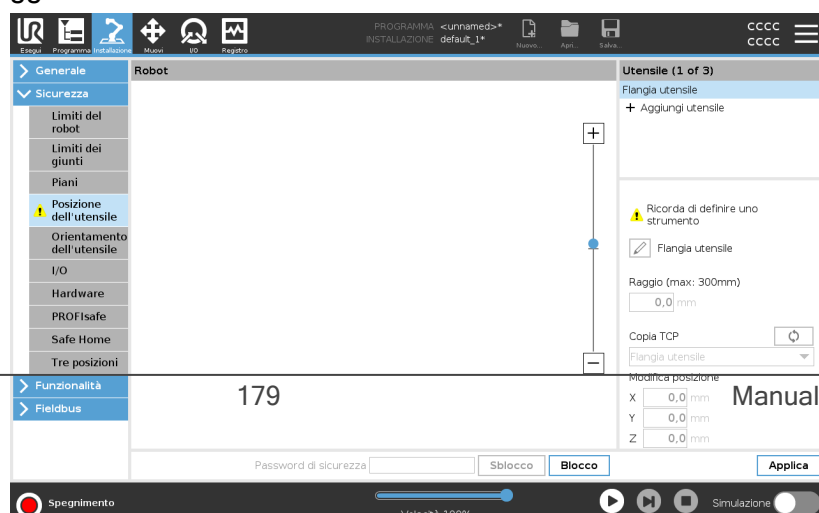 PROGRAMMA <unnamed>*
INSTALLAZIONE default_1*
Esegui Programma Installazione Muovi I/O Registro Nuovo... Apri... Salva...
cccc
cccc
Generale
Sicurezza
Limiti del
robot
Limiti dei
giunti
Piani
Posizione
dell'utensile
Orientamento
dell'utensile
I/O
Hardware
PROFIsafe
Safe Home
Tre posizioni
Funzionalità
Fieldbus
Robot
Utensile (1 of 3)
Flangia utensile
+ Aggiungi utensile
Ricorda di definire uno
strumento
Flangia utensile
Raggio (max: 300mm)
0,0 mm
Copia TCP
Flangia utensile
Modifica posizione
X 0,0 mm
Y 0,0 mm
Z 0,0 mm
179
Manual
Password di sicurezza Sblocco Blocco Applica
Spegnimento
Velocità 100%
Simulazione